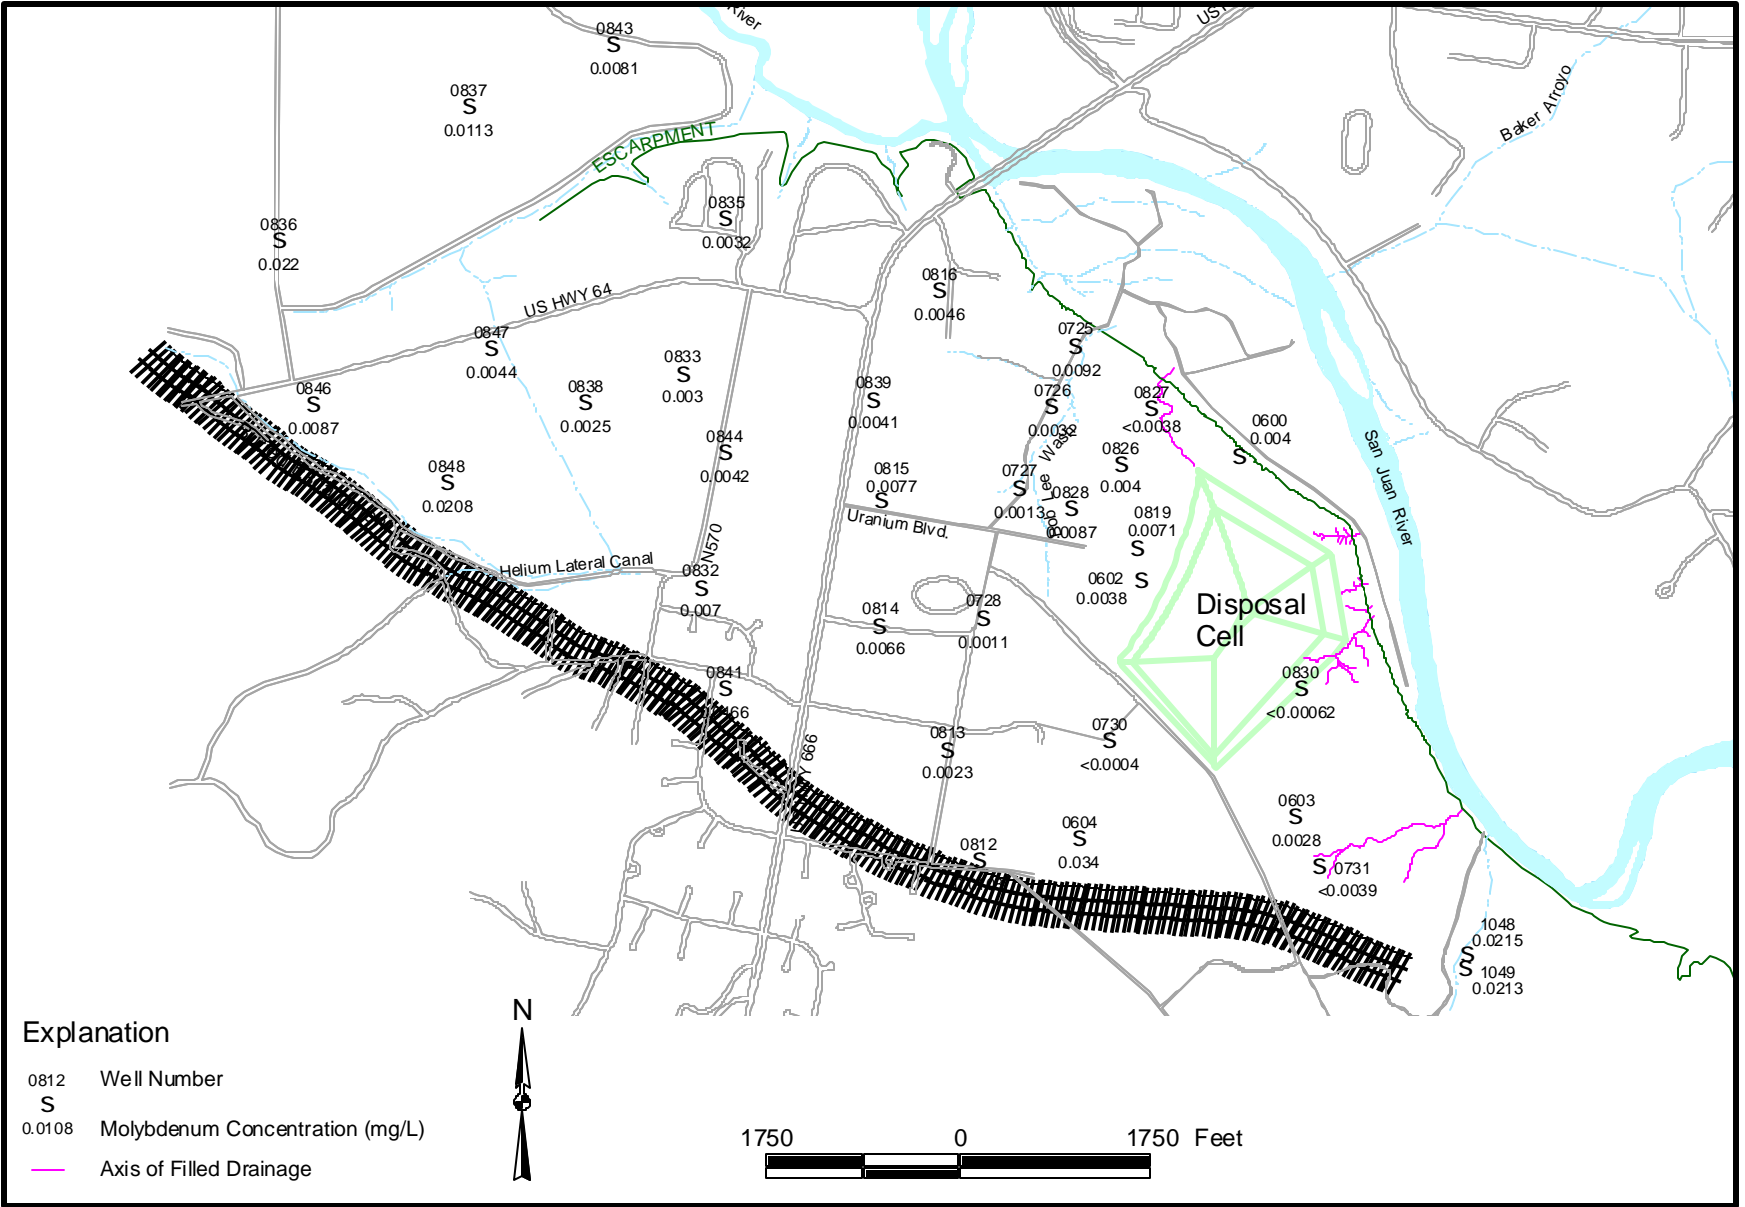 River
US
0843
S
0.0081
0837
S
0.0113
Baker Arroyo
ESCARPMENT
0836
S
0.022
0835
S
0.0032
0816
S
0.0046
US HWY 64
0847
S
0.0044
0725
S
0.0092
0833
S
0.003
0846
S
0.0087
0838
S
0.0025
0839
S
0.0041
0726
S
0.0032
0827
S
<0.0038
0600
0.004
S
0844
S
0.0042
0848
S
0.0208
0815
0.0077
S
0727
S
0.0013
0826
S
0.004
0828
S
0.0087
Bob Lee Wash
0819
0.0071
S
San Juan River
Uranium Blvd.
N570
Helium Lateral Canal
0832
S
0.007
0602
0.0038
S
0814
S
0.0066
0728
S
0.0011
Disposal
Cell
0841
S
0830
S
<0.00062
0813
S
0.0023
0730
S
<0.0004
Y 666
0604
S
0.034
0603
S
0.0028
0812
S
S
0731
<0.0039
1048
0.0215
S
S
1049
0.0213
Explanation
0812
S
0.0108
Well Number
Molybdenum Concentration (mg/L)
Axis of Filled Drainage
N
1750 0 1750 Feet